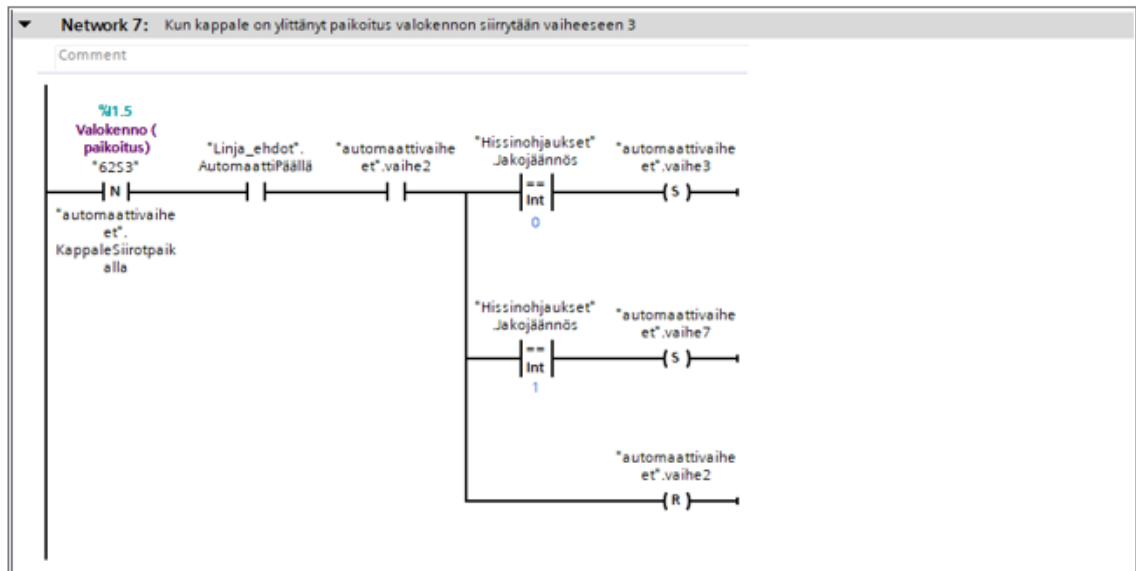 Network 7: Kun kappale on ylittänyt paikoitus valokennon siirrytään vaiheeseen 3
Comment
%I1.5
Valokenno (
paikoitus)
"62S3"
N
"automaattivaihe
et".
KappaleSiirotpaik
alla
"Linja_ehdot".
AutomaattiPäällä
"automaattivaihe
et".vaihe2
"Hissinohjaukset"
.Jakojäännös
==
Int
0
"automaattivaihe
et".vaihe3
S
"Hissinohjaukset"
.Jakojäännös
==
Int
1
"automaattivaihe
et".vaihe7
S
"automaattivaihe
et".vaihe2
R